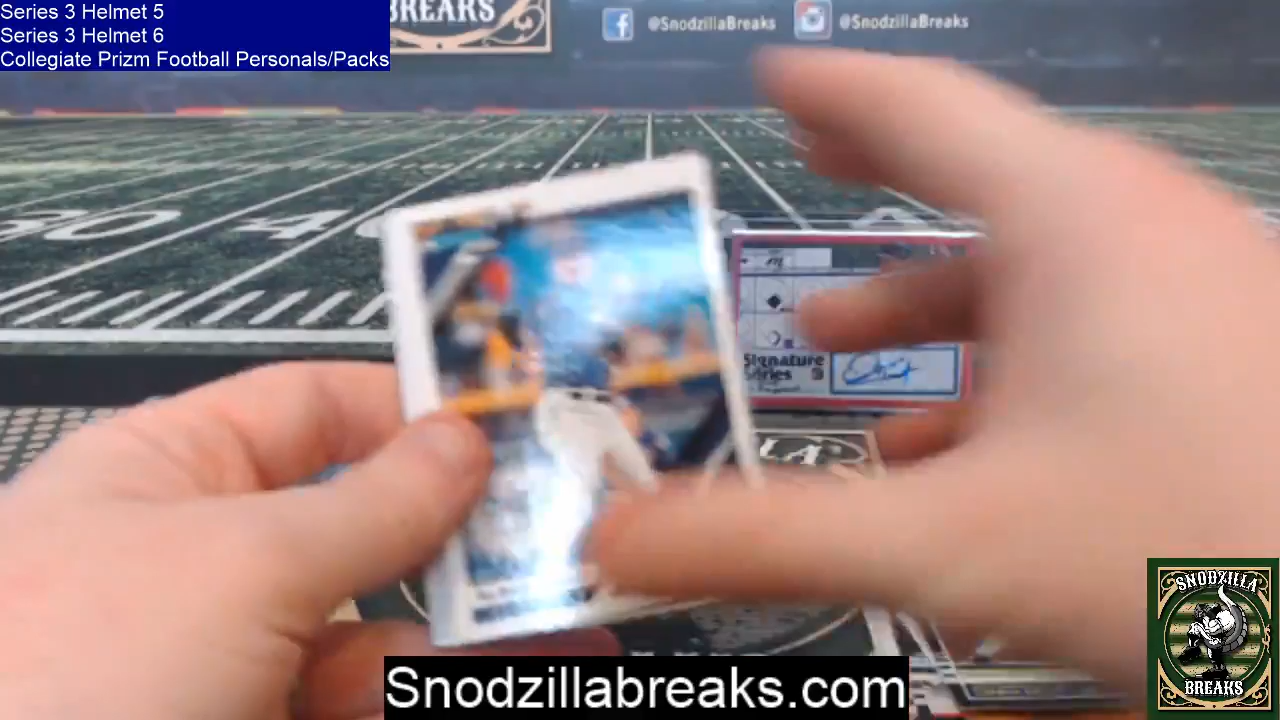 Series 3 Helmet 5
Series 3 Helmet 6
Collegiate Prizm Football Personals/Packs
BREAKS
@SnodzillaBreaks
@SnodzillaBreaks
Signature
Series
SNODZILLA
BREAKS
Snodzillabreaks.com